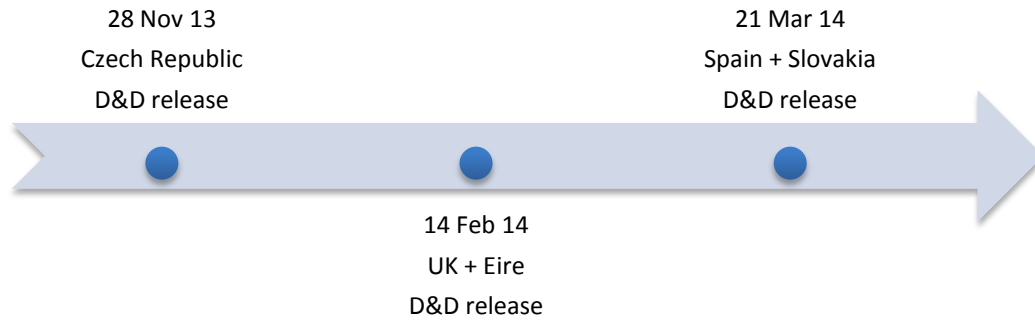 28 Nov 13
Czech Republic
D&D release
14 Feb 14
UK + Eire
D&D release
21 Mar 14
Spain + Slovakia
D&D release